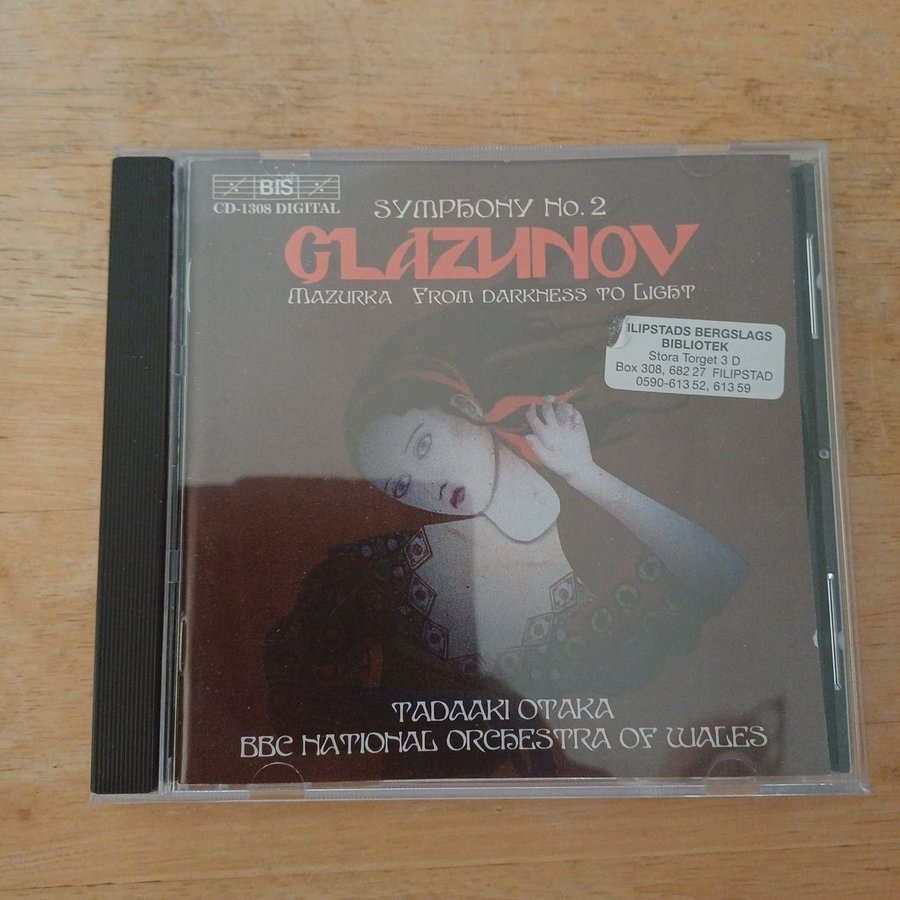 BIS
CD-1308 DIGITAL
SYMPHONY No. 2
GLAZUNOV
MAZURKA FROM DARKNESS TO LIGHT
ILIPSTADS BERGSLAGS
BIBLIOTEK
Stora Torget 3 D
Box 308, 682 27 FILIPSTAD
0590-613 52, 613 59
TADAAKI OTAKA
BBC NATIONAL ORCHESTRA OF WALES